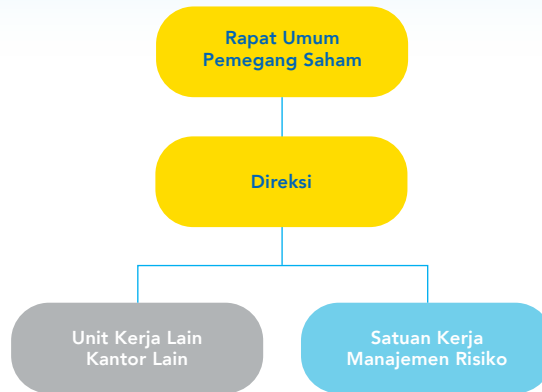 Rapat Umum
Pemegang Saham
Direksi
Unit Kerja Lain
Kantor Lain
Satuan Kerja
Manajemen Risiko